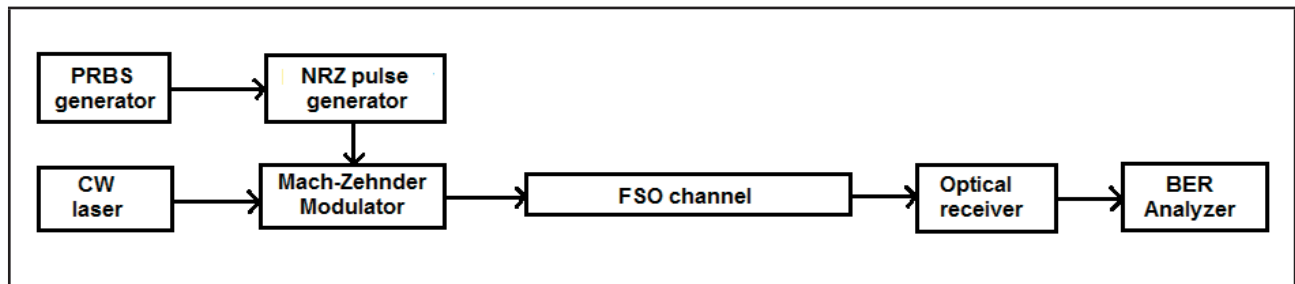 PRBS
generator
NRZ pulse
generator
CW
laser
Mach-Zehnder
Modulator
FSO channel
Optical
receiver
BER
Analyzer